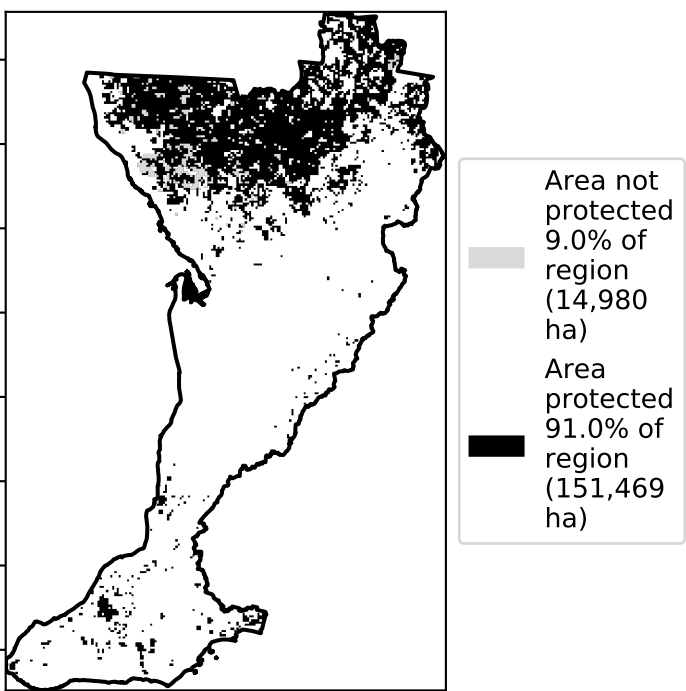 Area not
protected
9.0% of
region
(14,980
ha)
Area
protected
91.0% of
region
(151,469
ha)